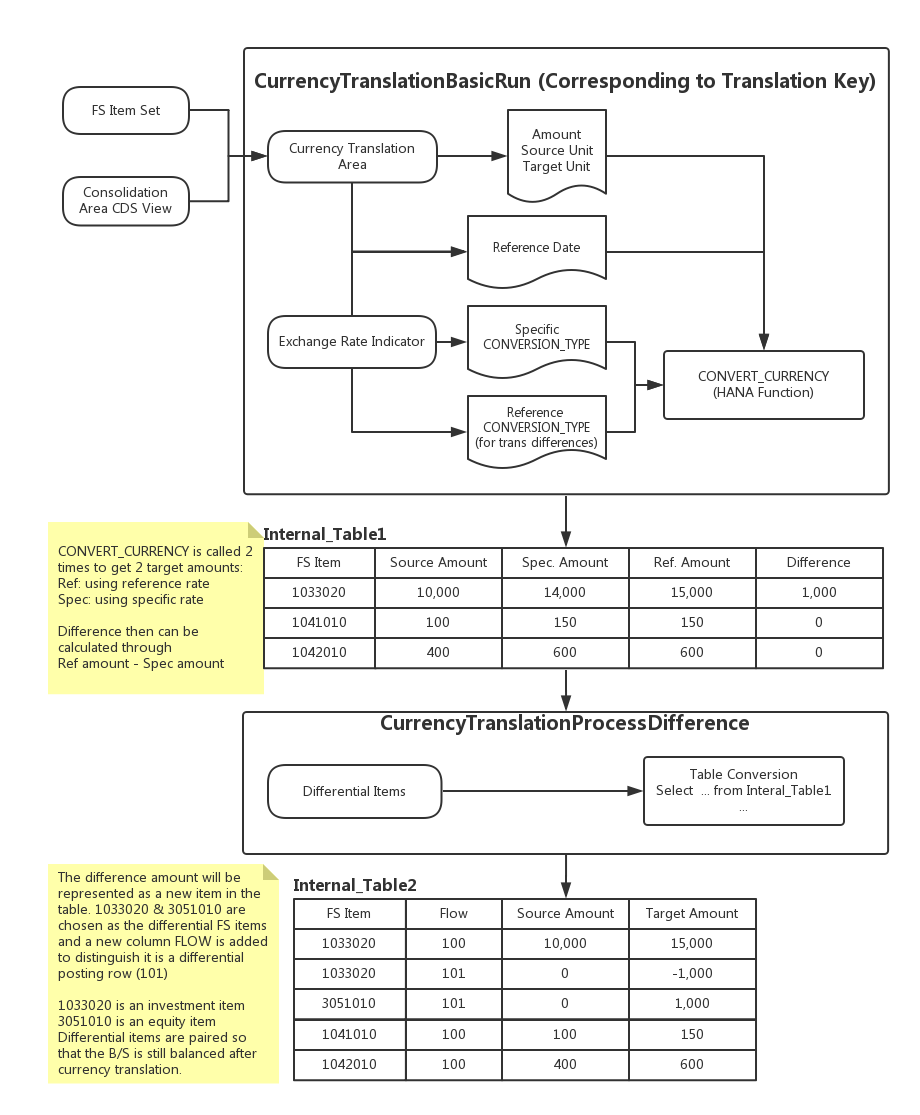 CurrencyTranslationBasicRun (Corresponding to Translation Key)
FS Item Set
Consolidation
Area CDS View
Currency Translation
Area
Amount
Source Unit
Target Unit
Reference Date
Exchange Rate Indicator
Specific
CONVERSION_TYPE
Reference
CONVERSION_TYPE
(for trans differences)
CONVERT_CURRENCY
(HANA Function)
CONVERT_CURRENCY is called 2
times to get 2 target amounts:
Ref: using reference rate
Spec: using specific rate
Difference then can be
calculated through
Ref amount - Spec amount
Internal_Table1
FS Item Source Amount Spec. Amount Ref. Amount Difference
1033020 10,000 14,000 15,000 1,000
1041010 100 150 150 0
1042010 400 600 600 0
CurrencyTranslationProcessDifference
Differential Items
Table Conversion
Select ... from Interal_Table1
...
The difference amount will be
represented as a new item in the
table. 1033020 & 3051010 are
chosen as the differential FS items
and a new column FLOW is added
to distinguish it is a differential
posting row (101)
1033020 is an investment item
3051010 is an equity item
Differential items are paired so
that the B/S is still balanced after
currency translation.
Internal_Table2
FS Item Flow Source Amount Target Amount
1033020 100 10,000 15,000
1033020 101 0 -1,000
3051010 101 0 1,000
1041010 100 100 150
1042010 100 400 600